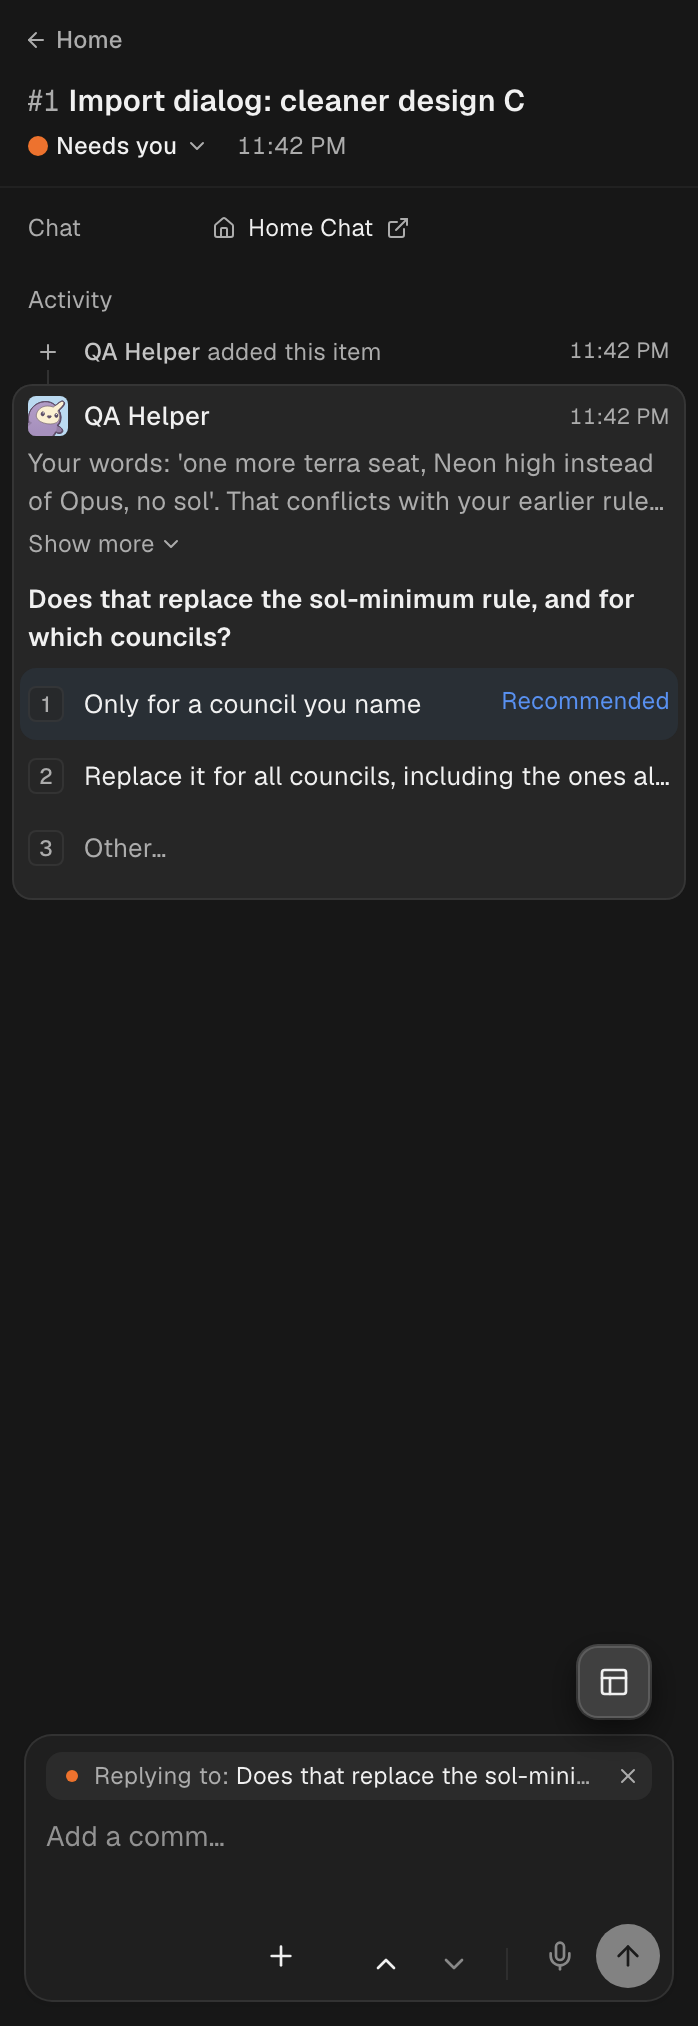 Home
#1 Import dialog: cleaner design C
Needs you 11:42 PM
Chat Home Chat
Activity
QA Helper added this item 11:42 PM
QA Helper 11:42 PM
Your words: 'one more terra seat, Neon high instead
of Opus, no sol'. That conflicts with your earlier rule…
Show more
Does that replace the sol-minimum rule, and for
which councils?
1 Only for a council you name Recommended
2 Replace it for all councils, including the ones al…
3 Other…
Replying to: Does that replace the sol-mini…
Add a comm…